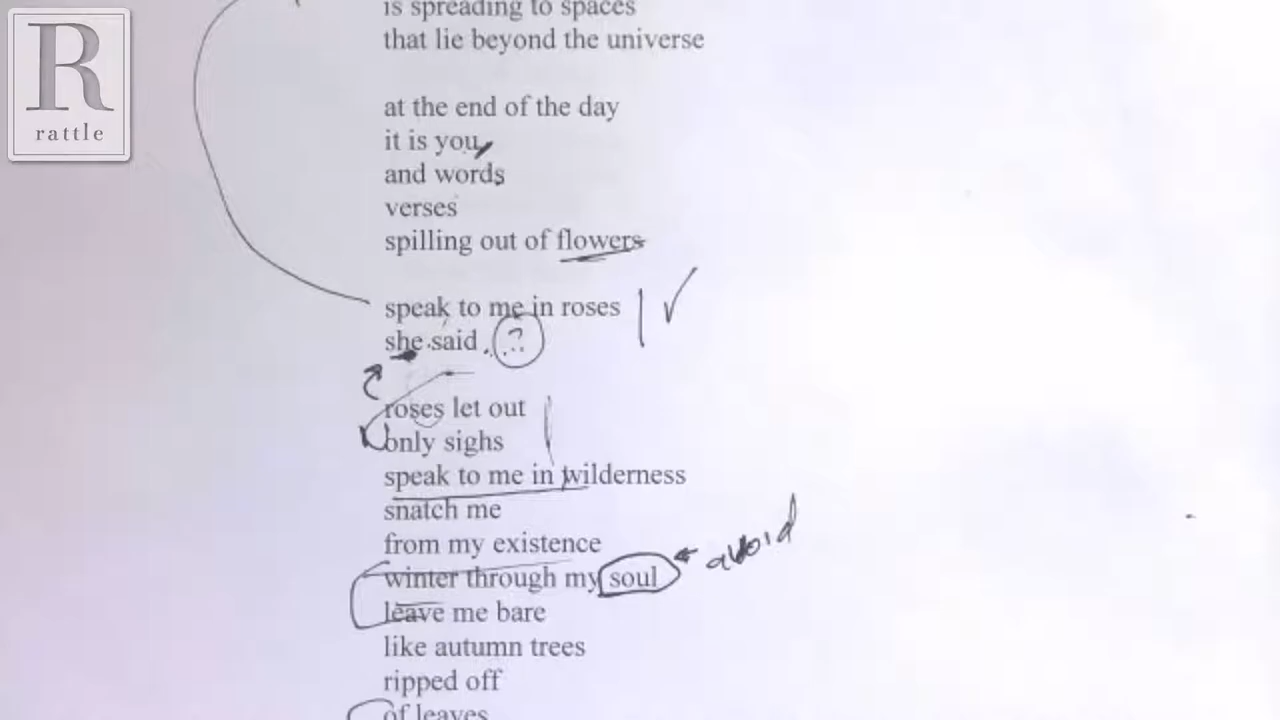 R
rattle
is spreading to spaces
that lie beyond the universe
at the end of the day
it is you,
and words
verses
spilling out of flowers
speak to me in roses
she said ?
roses let out
only sighs
speak to me in wilderness
snatch me
from my existence
winter through my soul
avoid
leave me bare
like autumn trees
ripped off
of leaves